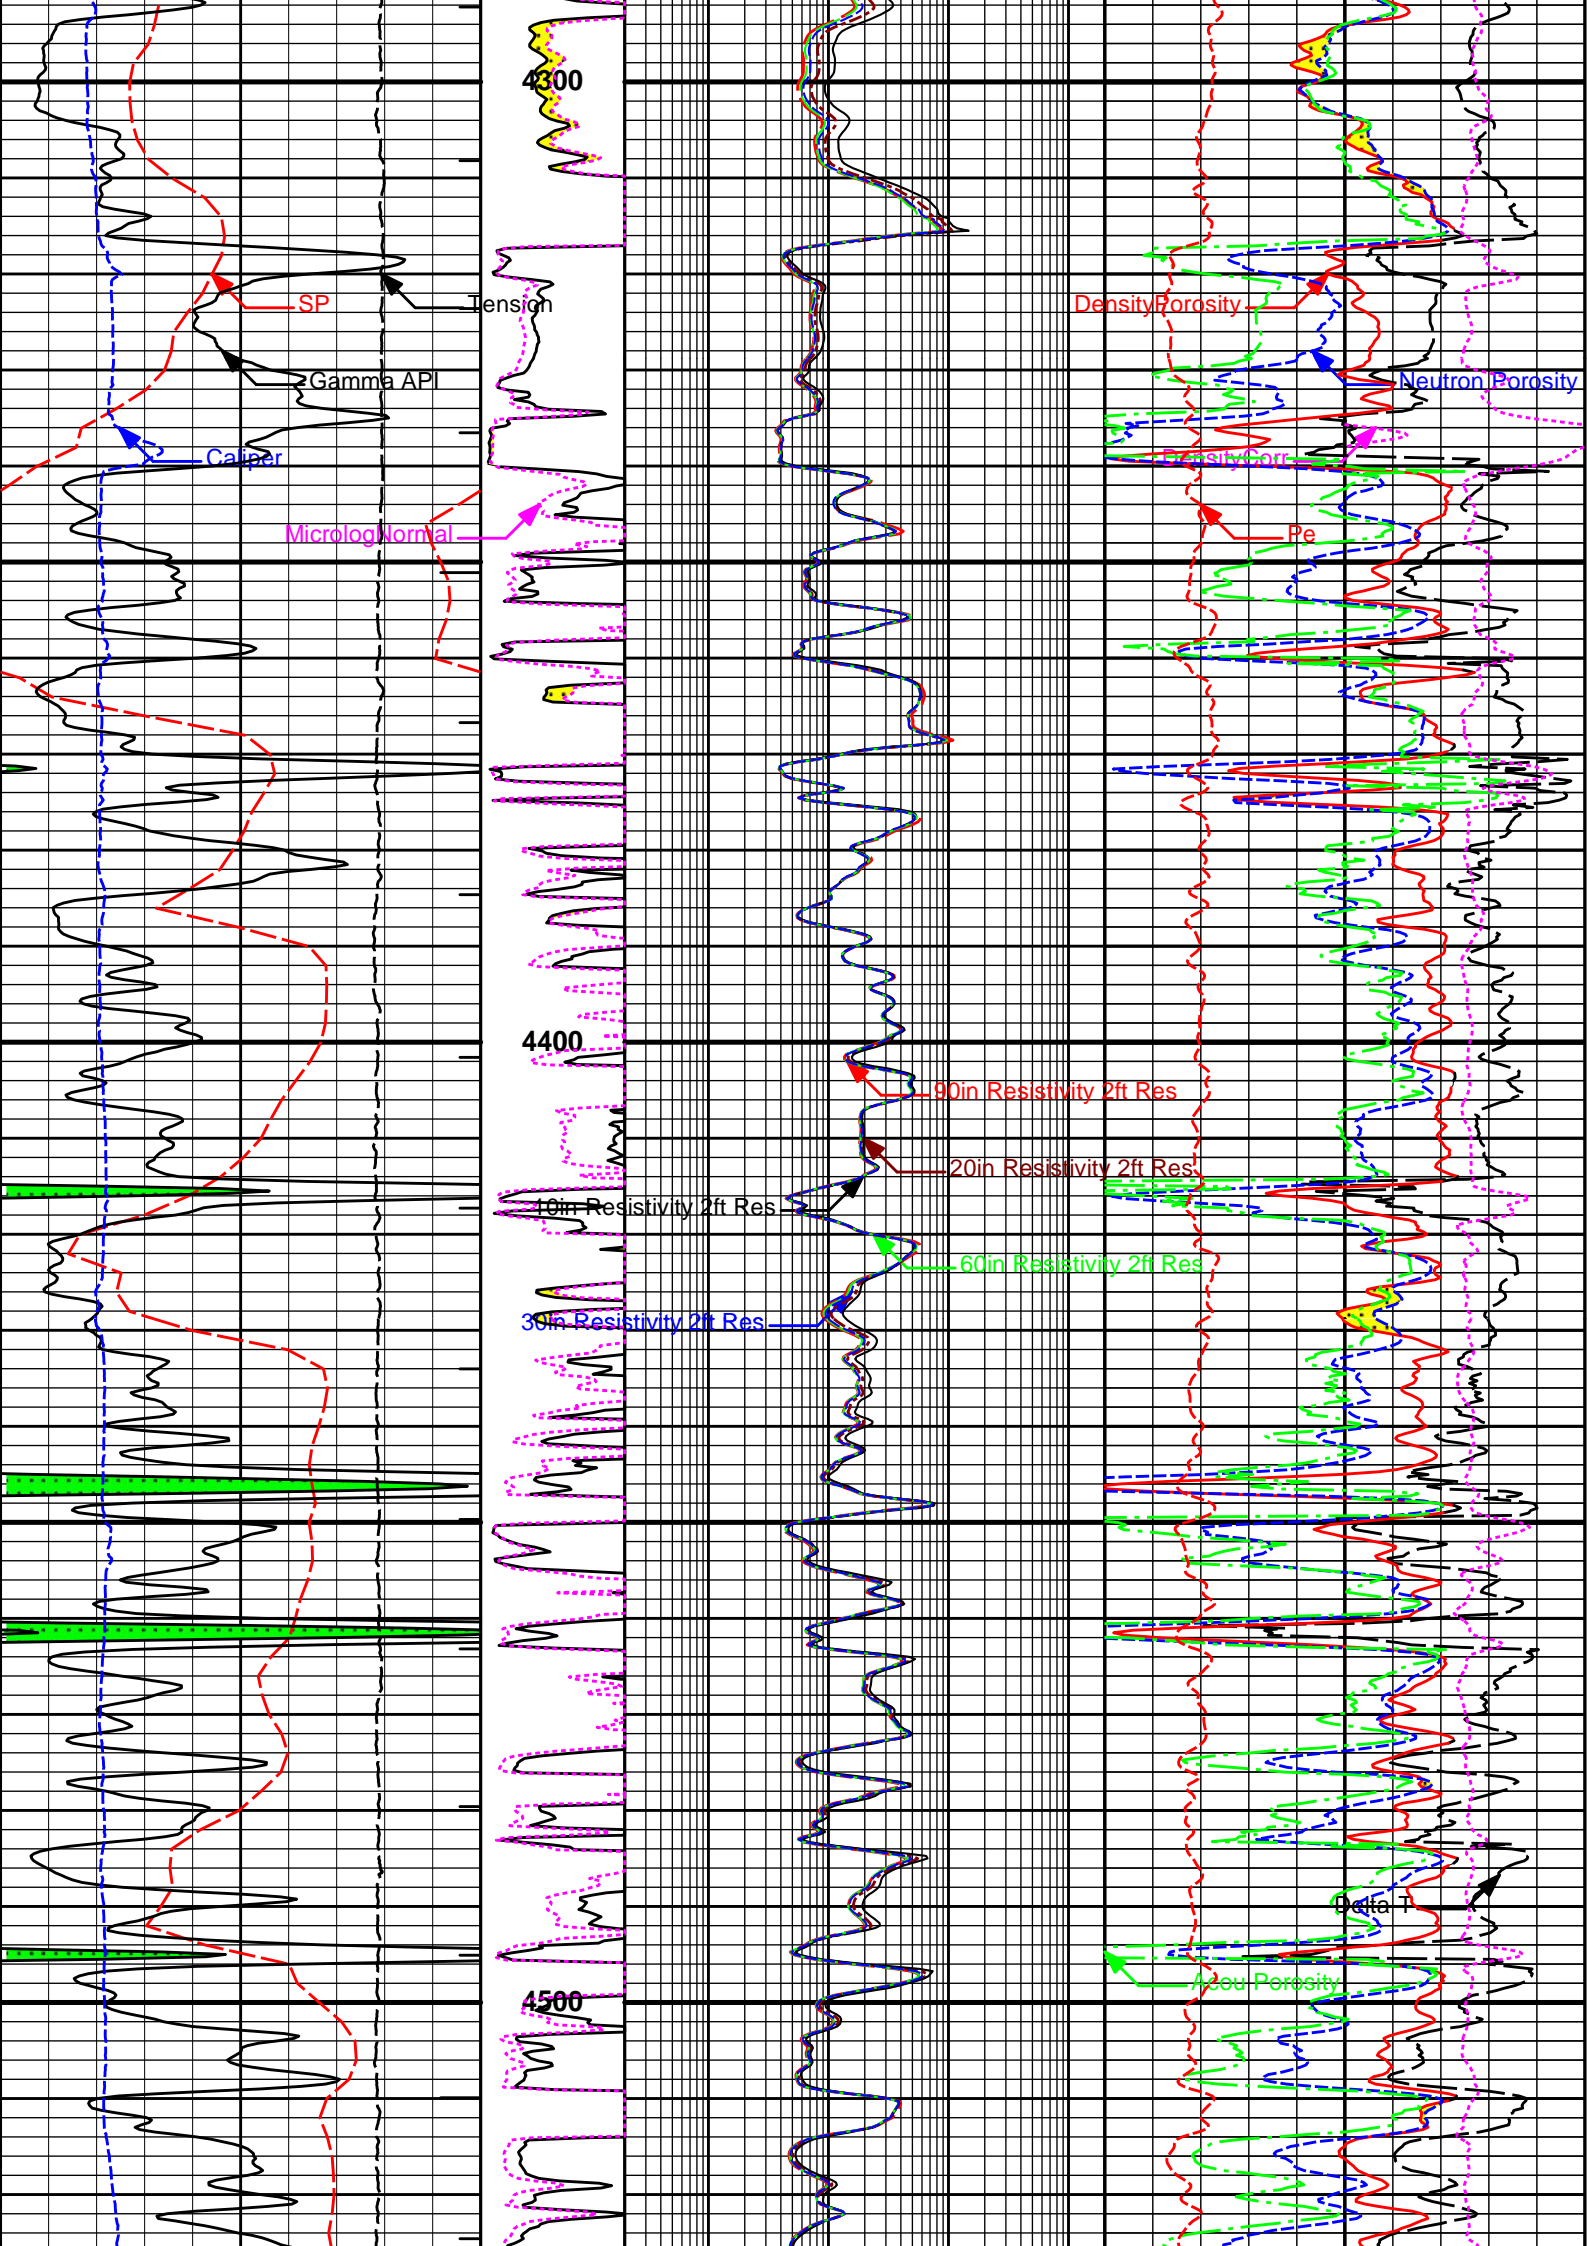 4300
SP
Tension
DensityPorosity
Gamma API
Neutron Porosity
Caliper
DensityCorr
MicrologNormal
Pe
4400
90in Resistivity 2ft Res
20in Resistivity 2ft Res
10in Resistivity 2ft Res
60in Resistivity 2ft Res
30in Resistivity 2ft Res
Delta T
Acou Porosity
4500